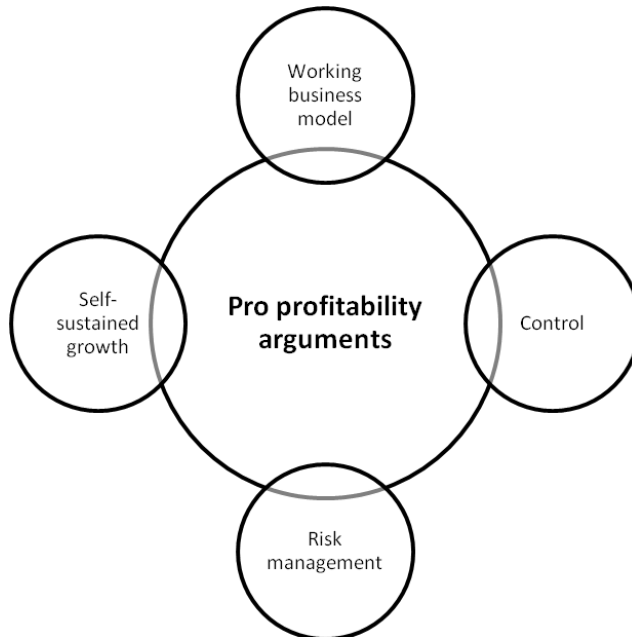 Working
business
model
Self-
sustained
growth
Pro profitability
arguments
Control
Risk
management